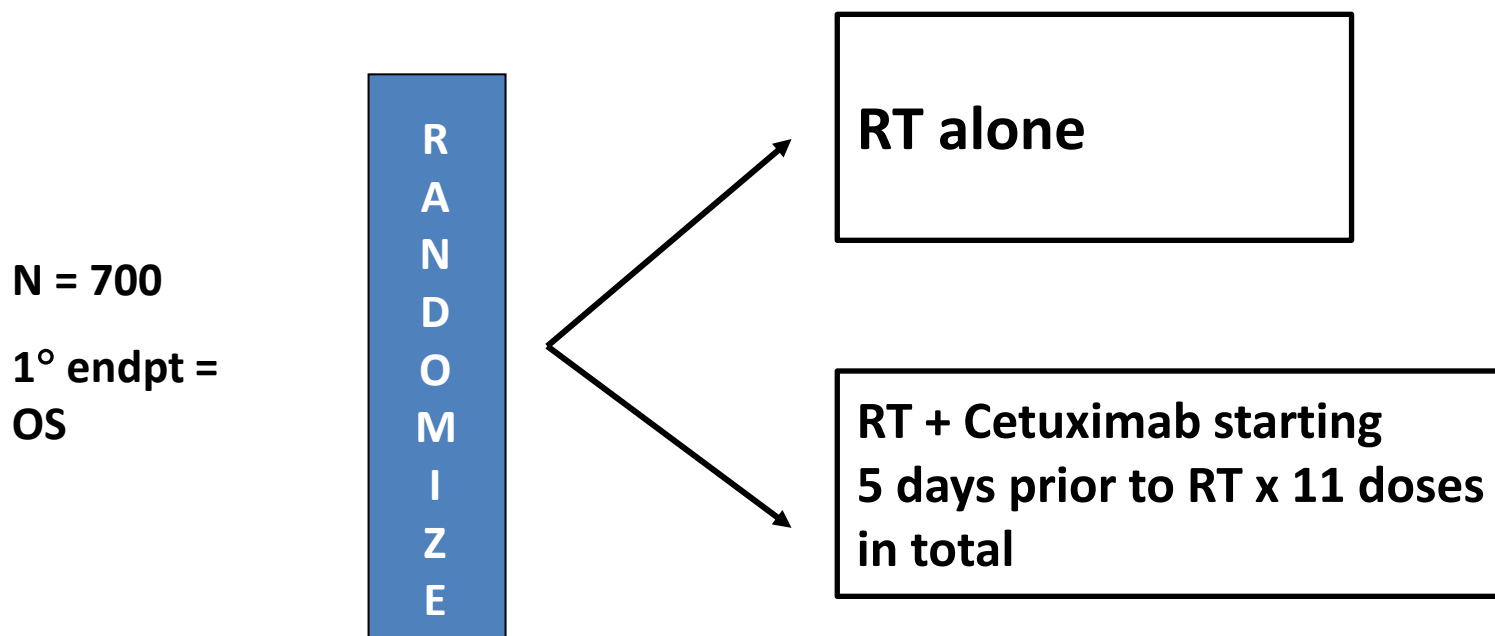 N = 700
1° endpt =
OS
R
A
N
D
O
M
I
Z
E
RT alone
RT + Cetuximab starting
5 days prior to RT x 11 doses
in total